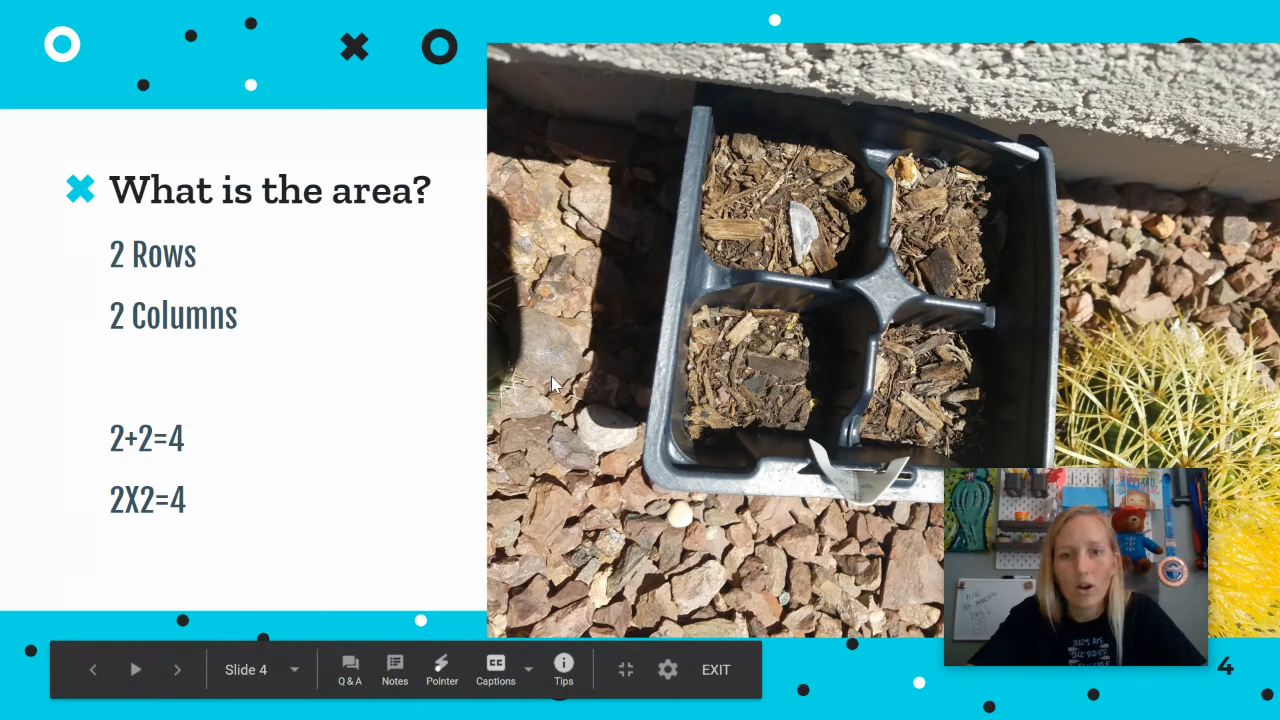 What is the area?
2 Rows
2 Columns
2+2=4
2X2=4
Slide 4
Q & A
Notes
Pointer
CC
Captions
Tips
EXIT
4